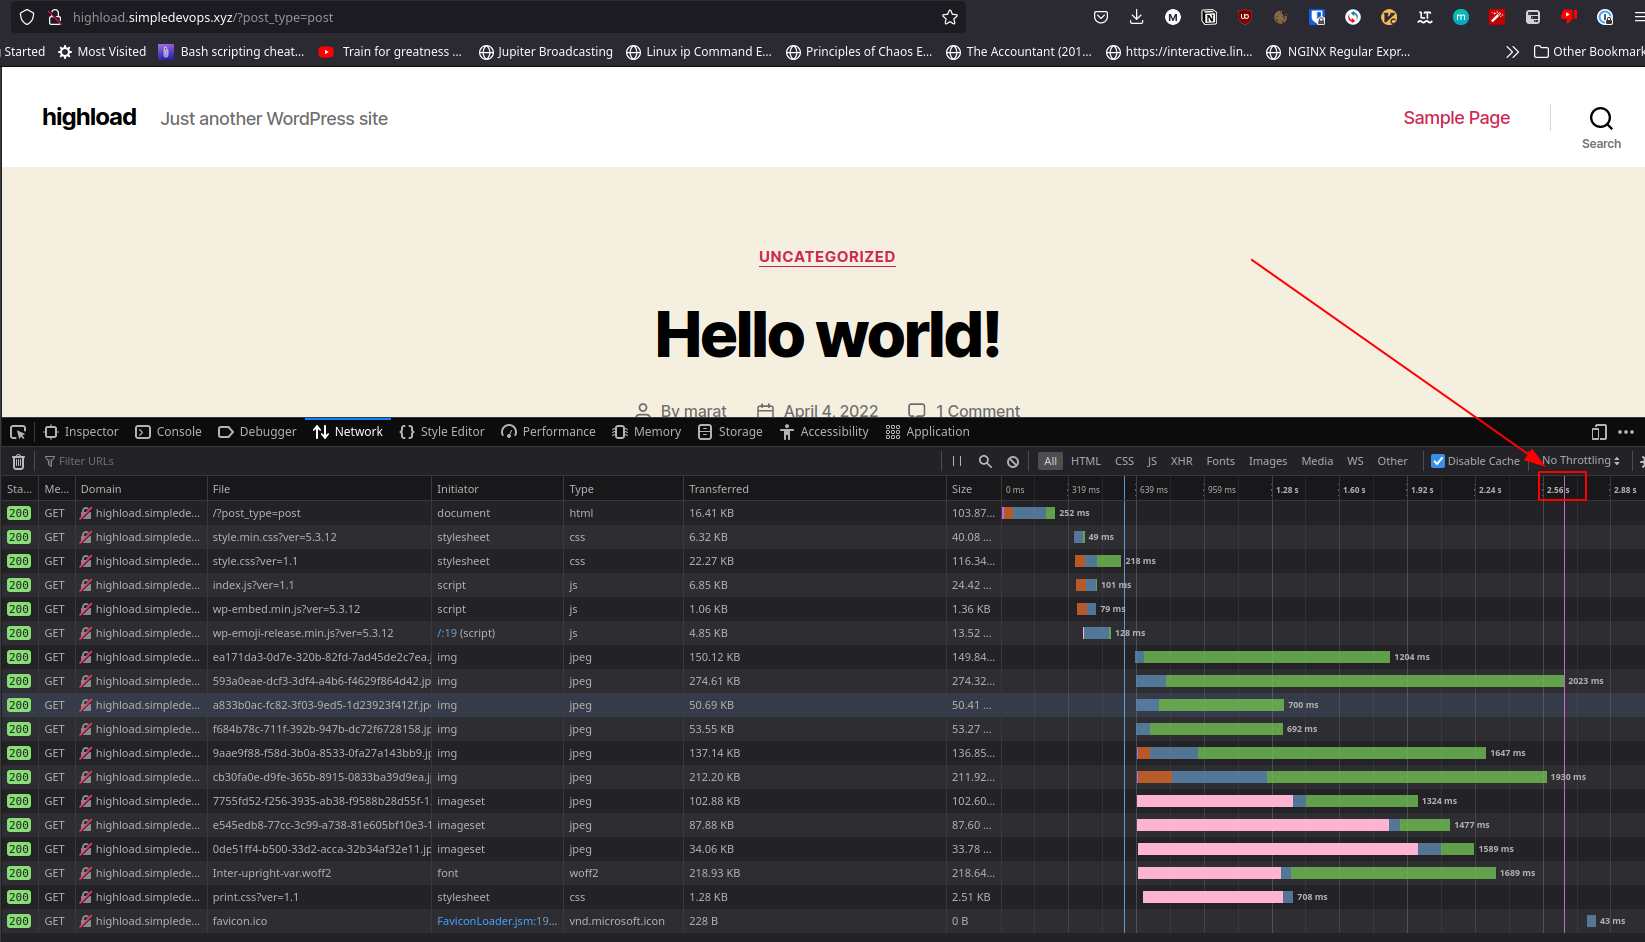 highload.simpledevops.xyz/?post_type=post
Started Most Visited Bash scripting cheat... Train for greatness ... Jupiter Broadcasting Linux ip Command E... Principles of Chaos E... The Accountant (201... https://interactive.lin... NGINX Regular Expr... Other Bookmark
highload Just another WordPress site Sample Page
Search
UNCATEGORIZED
Hello world!
By marat April 4, 2022 1 Comment
Inspector Console Debugger Network Style Editor Performance Memory Storage Accessibility Application
Filter URLs All HTML CSS JS XHR Fonts Images Media WS Other Disable Cache No Throttling
Sta... Me... Domain File Initiator Type Transferred Size 0 ms 319 ms 639 ms 959 ms 1.28 s 1.60 s 1.92 s 2.24 s 2.56 s 2.88 s
200 GET highload.simplede... /?post_type=post document html 16.41 KB 103.87... 252 ms
200 GET highload.simplede... style.min.css?ver=5.3.12 stylesheet css 6.32 KB 40.08 ... 49 ms
200 GET highload.simplede... style.css?ver=1.1 stylesheet css 22.27 KB 116.34... 218 ms
200 GET highload.simplede... index.js?ver=1.1 script js 6.85 KB 24.42 ... 101 ms
200 GET highload.simplede... wp-embed.min.js?ver=5.3.12 script js 1.06 KB 1.36 KB 79 ms
200 GET highload.simplede... wp-emoji-release.min.js?ver=5.3.12 /:19 (script) js 4.85 KB 13.52 ... 128 ms
200 GET highload.simplede... ea171da3-0d7e-320b-82fd-7ad45de2c7ea.j img jpeg 150.12 KB 149.84... 1204 ms
200 GET highload.simplede... 593a0eae-dcf3-3df4-a4b6-f4629f864d42.jp img jpeg 274.61 KB 274.32... 2023 ms
200 GET highload.simplede... a833b0ac-fc82-3f03-9ed5-1d23923f412f.jp img jpeg 50.69 KB 50.41 ... 700 ms
200 GET highload.simplede... f684b78c-711f-392b-947b-dc72f6728158.jp img jpeg 53.55 KB 53.27 ... 692 ms
200 GET highload.simplede... 9aae9f88-f58d-3b0a-8533-0fa27a143bb9.jp img jpeg 137.14 KB 136.85... 1647 ms
200 GET highload.simplede... cb30fa0e-d9fe-365b-8915-0833ba39d9ea.j img jpeg 212.20 KB 211.92... 1930 ms
200 GET highload.simplede... 7755fd52-f256-3935-ab38-f9588b28d55f-1 imageset jpeg 102.88 KB 102.60... 1324 ms
200 GET highload.simplede... e545edb8-77cc-3c99-a738-81e605bf10e3-1 imageset jpeg 87.88 KB 87.60 ... 1477 ms
200 GET highload.simplede... 0de51ff4-b500-33d2-acca-32b34af32e11.jp imageset jpeg 34.06 KB 33.78 ... 1589 ms
200 GET highload.simplede... Inter-upright-var.woff2 font woff2 218.93 KB 218.64... 1689 ms
200 GET highload.simplede... print.css?ver=1.1 stylesheet css 1.28 KB 2.51 KB 708 ms
200 GET highload.simplede... favicon.ico FaviconLoader.jsm:19... vnd.microsoft.icon 228 B 0 B 43 ms